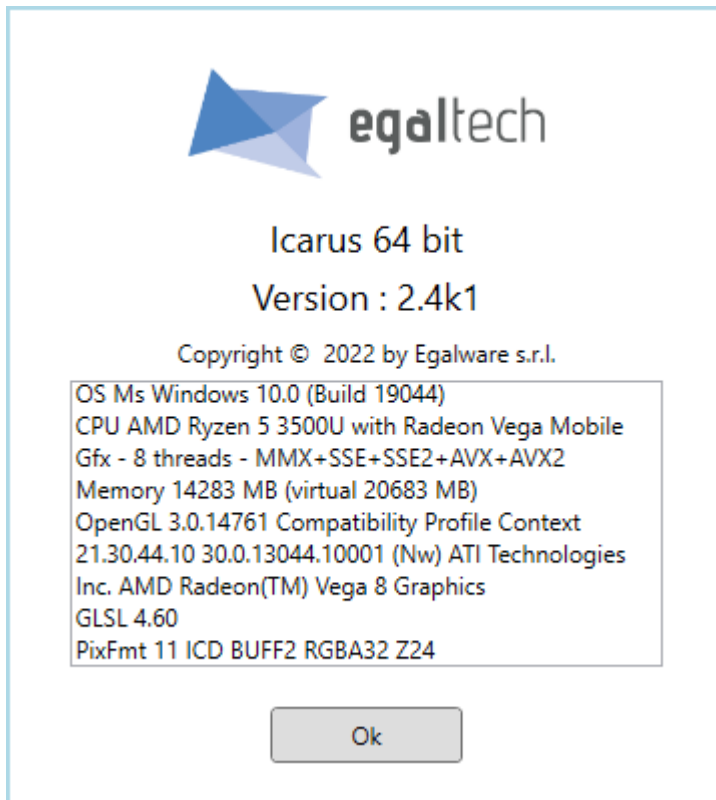 egaltech
Icarus 64 bit
Version : 2.4k1
Copyright © 2022 by Egalware s.r.l.
OS Ms Windows 10.0 (Build 19044)
CPU AMD Ryzen 5 3500U with Radeon Vega Mobile
Gfx - 8 threads - MMX+SSE+SSE2+AVX+AVX2
Memory 14283 MB (virtual 20683 MB)
OpenGL 3.0.14761 Compatibility Profile Context
21.30.44.10 30.0.13044.10001 (Nw) ATI Technologies
Inc. AMD Radeon(TM) Vega 8 Graphics
GLSL 4.60
PixFmt 11 ICD BUFF2 RGBA32 Z24
Ok